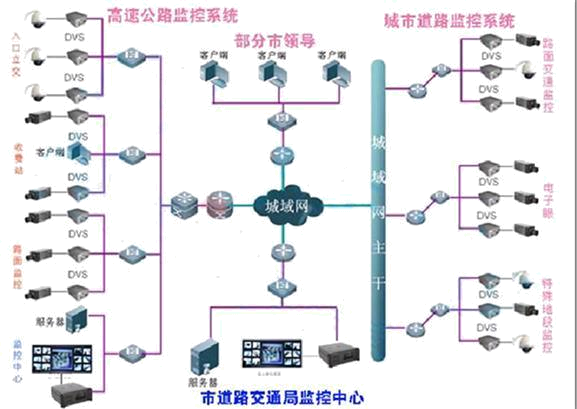 高速公路监控系统
城市道路监控系统
部分市领导
入口立交
DVS
DVS
DVS
收费站
DVS
客户端
DVS
路面监控
DVS
DVS
DVS
监控中心
服务器
客户端
客户端
客户端
城域网
城域网主干
服务器
市道路交通局监控中心
路面交通监控
DVS
DVS
DVS
电子眼
DVS
特殊地段监控
DVS
DVS
DVS